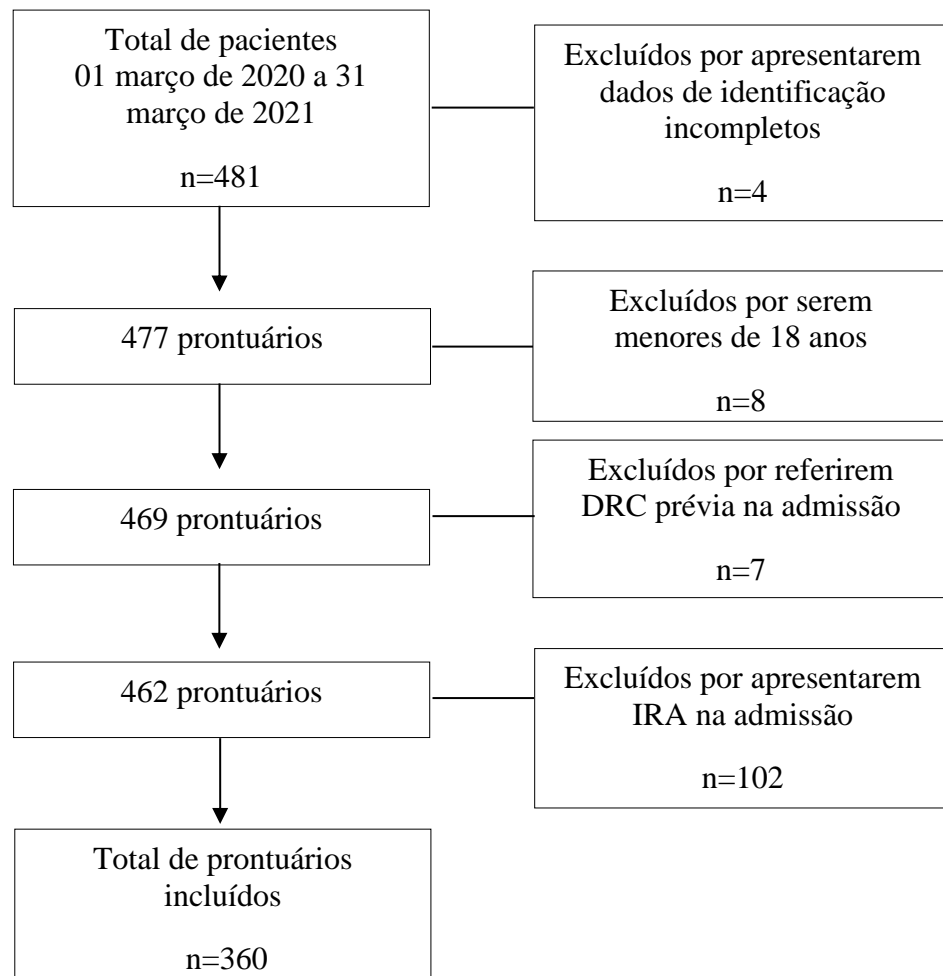 Total de pacientes
01 março de 2020 a 31
março de 2021
n=481
Excluídos por apresentarem
dados de identificação
incompletos
n=4
477 prontuários
Excluídos por serem
menores de 18 anos
n=8
469 prontuários
Excluídos por referirem
DRC prévia na admissão
n=7
462 prontuários
Excluídos por apresentarem
IRA na admissão
n=102
Total de prontuários
incluídos
n=360